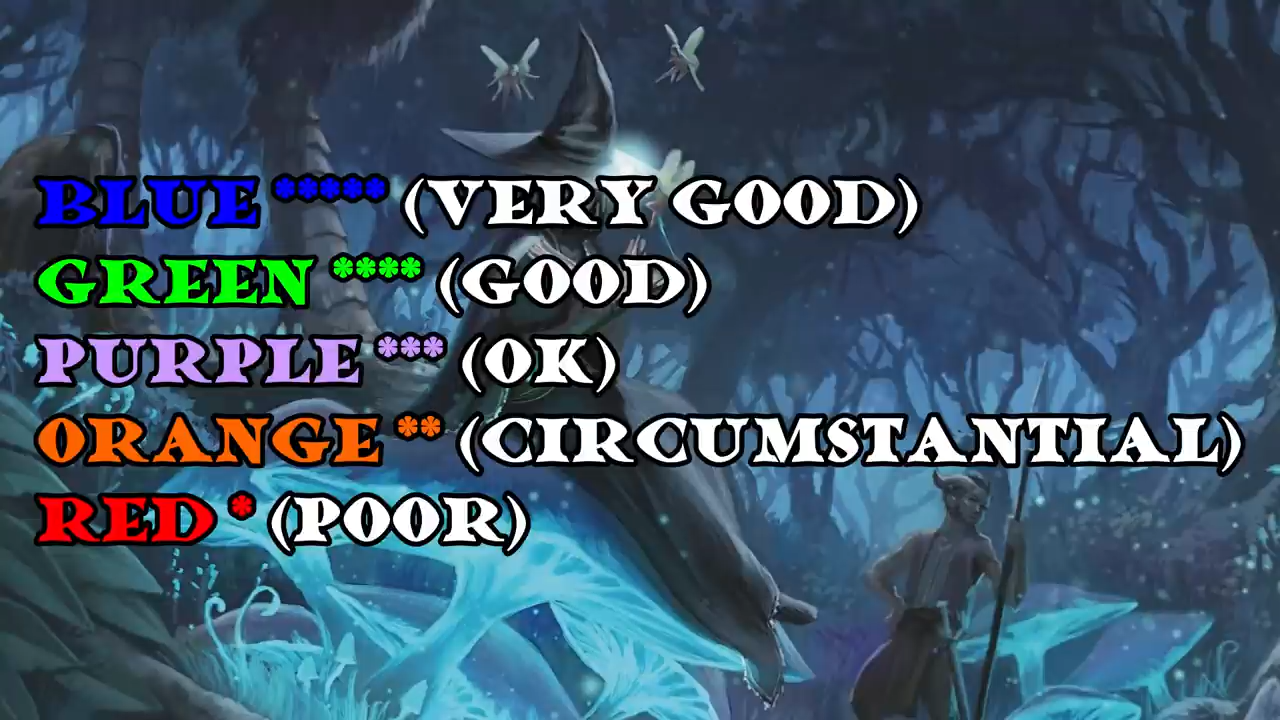 BLUE ***** (VERY GOOD)
GREEN **** (GOOD)
PURPLE *** (OK)
ORANGE ** (CIRCUMSTANTIAL)
RED * (POOR)